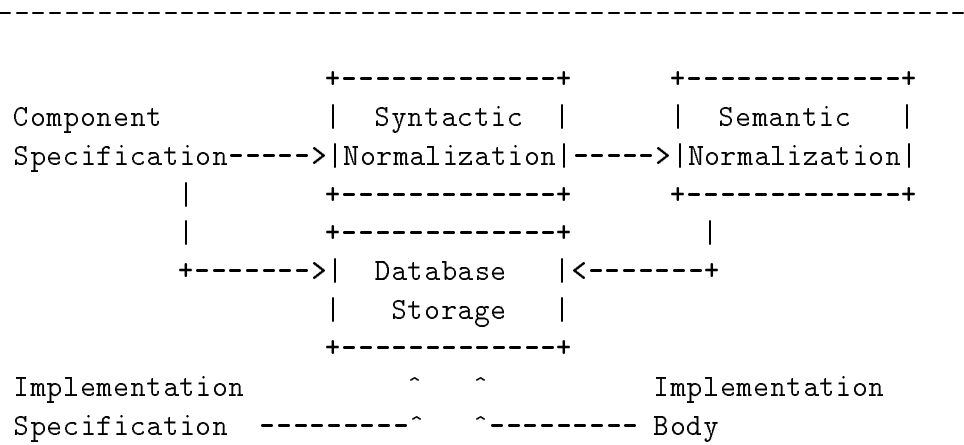 ---------------------------------------------------------
                   +-------------+      +-------------+
Component          |  Syntactic  |      |  Semantic   |
Specification----->|Normalization|----->|Normalization|
          |        +-------------+      +-------------+
          |        +-------------+        |
          +------->|  Database   |<-------+
                   |   Storage   |
                   +-------------+
Implementation          ^   ^          Implementation
Specification  ---------^   ^--------- Body